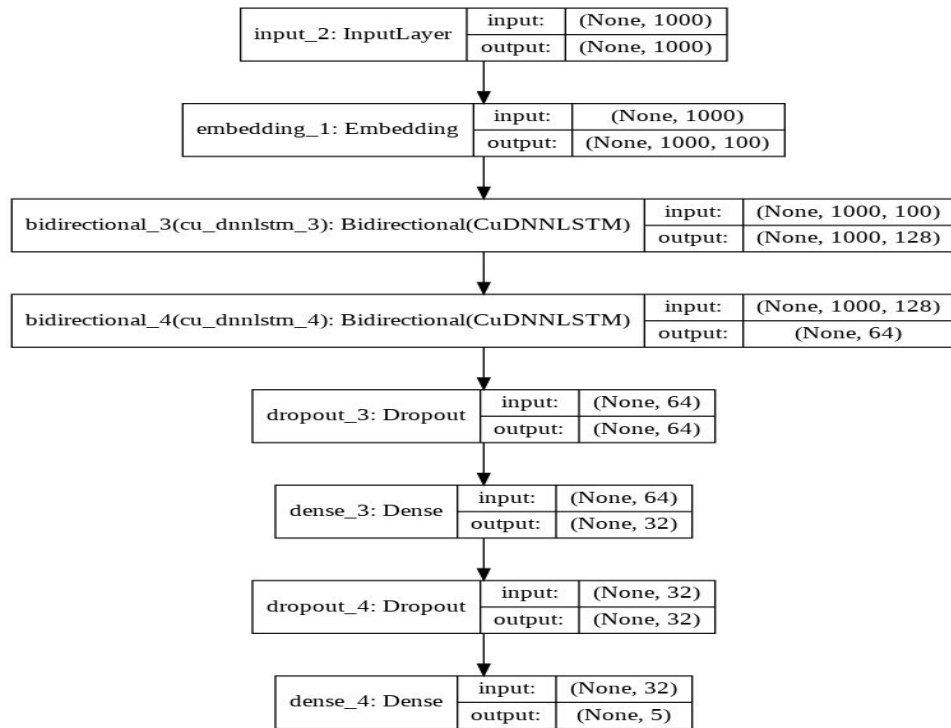 input_2: InputLayer
input: (None, 1000)
output: (None, 1000)
embedding_1: Embedding
input: (None, 1000)
output: (None, 1000, 100)
bidirectional_3(cu_dnnlstm_3): Bidirectional(CuDNNLSTM)
input: (None, 1000, 100)
output: (None, 1000, 128)
bidirectional_4(cu_dnnlstm_4): Bidirectional(CuDNNLSTM)
input: (None, 1000, 128)
output: (None, 64)
dropout_3: Dropout
input: (None, 64)
output: (None, 64)
dense_3: Dense
input: (None, 64)
output: (None, 32)
dropout_4: Dropout
input: (None, 32)
output: (None, 32)
dense_4: Dense
input: (None, 32)
output: (None, 5)